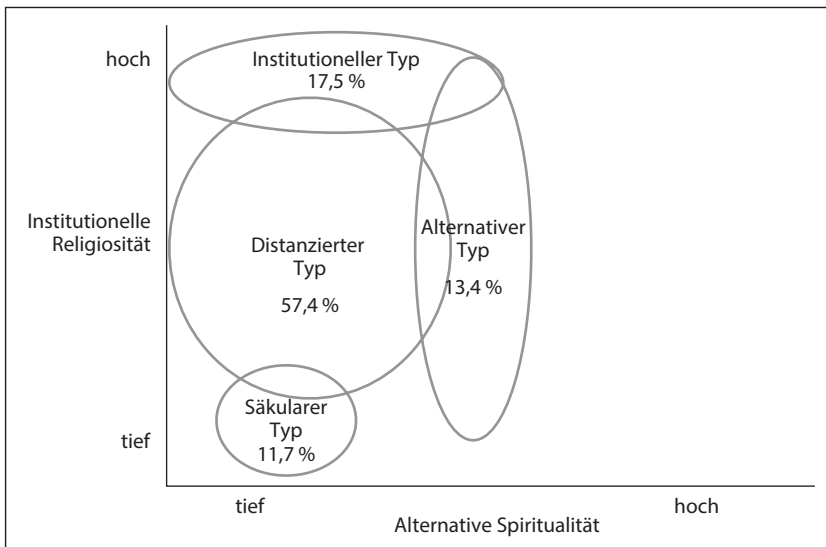 hoch
Institutioneller Typ
17,5 %
Institutionelle
Religiosität
Distanzierter
Typ
57,4 %
Alternativer
Typ
13,4 %
Säkularer
Typ
11,7 %
tief
tief
hoch
Alternative Spiritualität